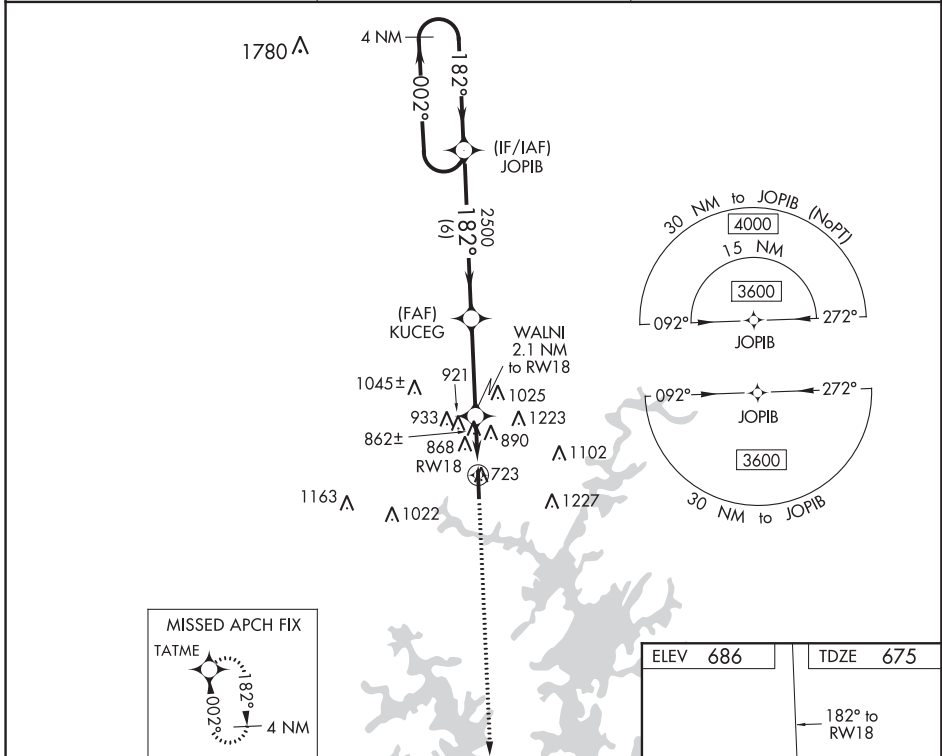 1780
4 NM
182°
002°
(IF/IAF)
JOPIB
2500
182°
(6)
(FAF)
KUCEG
WALNI
2.1 NM
to RW18
1045±
921
1025
933
1223
862±
868
890
RW18
1102
723
1163
1022
1227
30 NM to JOPIB (NoPT)
4000
15 NM
3600
092°
272°
JOPIB
092°
272°
JOPIB
3600
30 NM to JOPIB
MISSED APCH FIX
TATME
182°
002°
4 NM
ELEV 686
TDZE 675
182° to
RW18